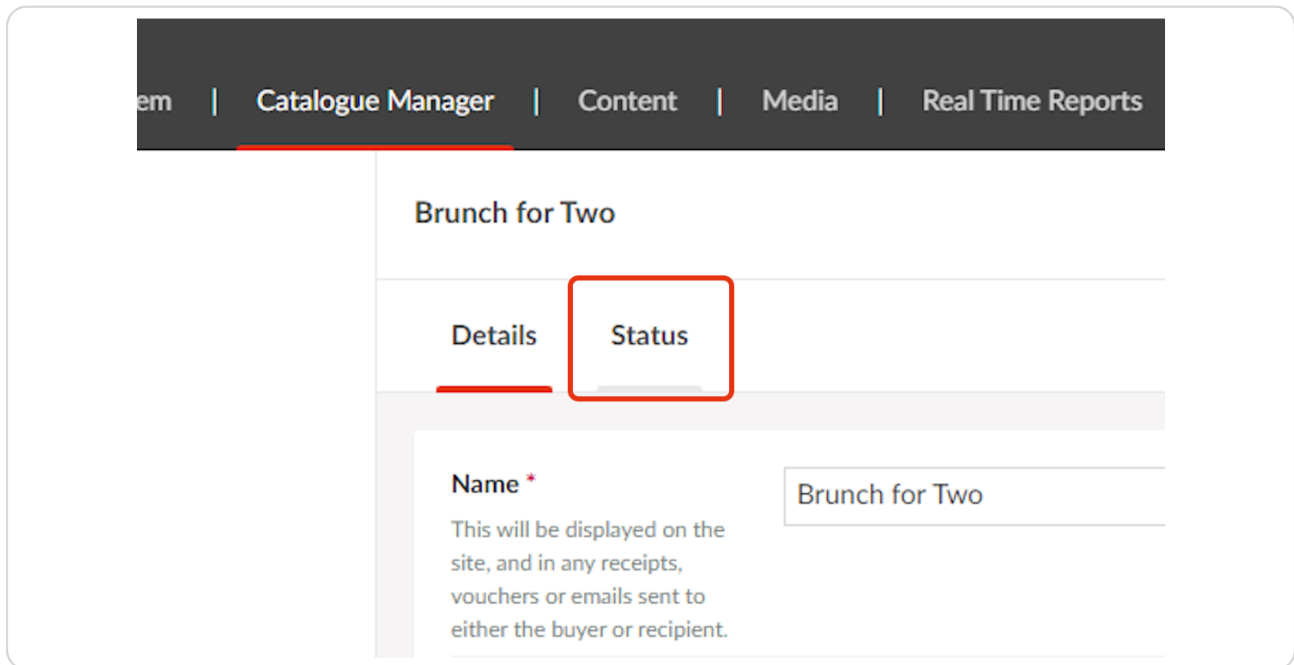 em | Catalogue Manager | Content | Media | Real Time Reports
Brunch for Two
Details Status
Name *
Brunch for Two
This will be displayed on the
site, and in any receipts,
vouchers or emails sent to
either the buyer or recipient.